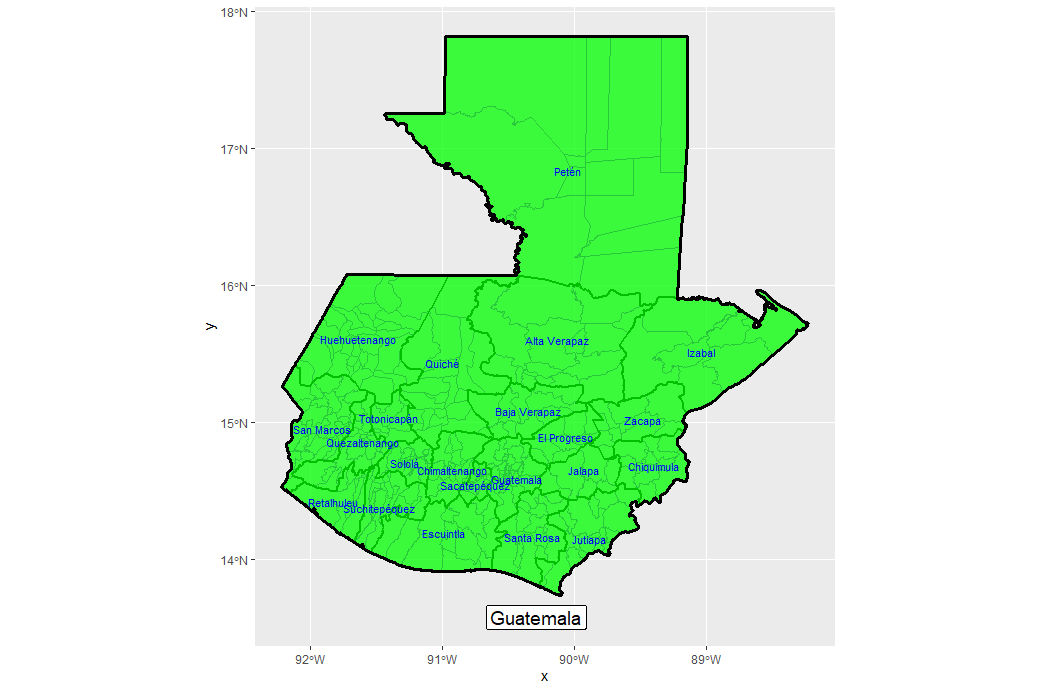 18°N
17°N
Petén
16°N
Huehuetenango
Alta Verapaz
Izabal
Quiché
y
15°N
Totonicapán
Baja Verapaz
Zacapa
San Marcos
Quezaltenango
El Progreso
Sololá
Chimaltenango
Jalapa
Chiquimula
Guatemala
Sacatepéquez
Retalhuleu
Suchitepéquez
Escuintla
Santa Rosa
Jutiapa
14°N
Guatemala
92°W
91°W
90°W
89°W
x